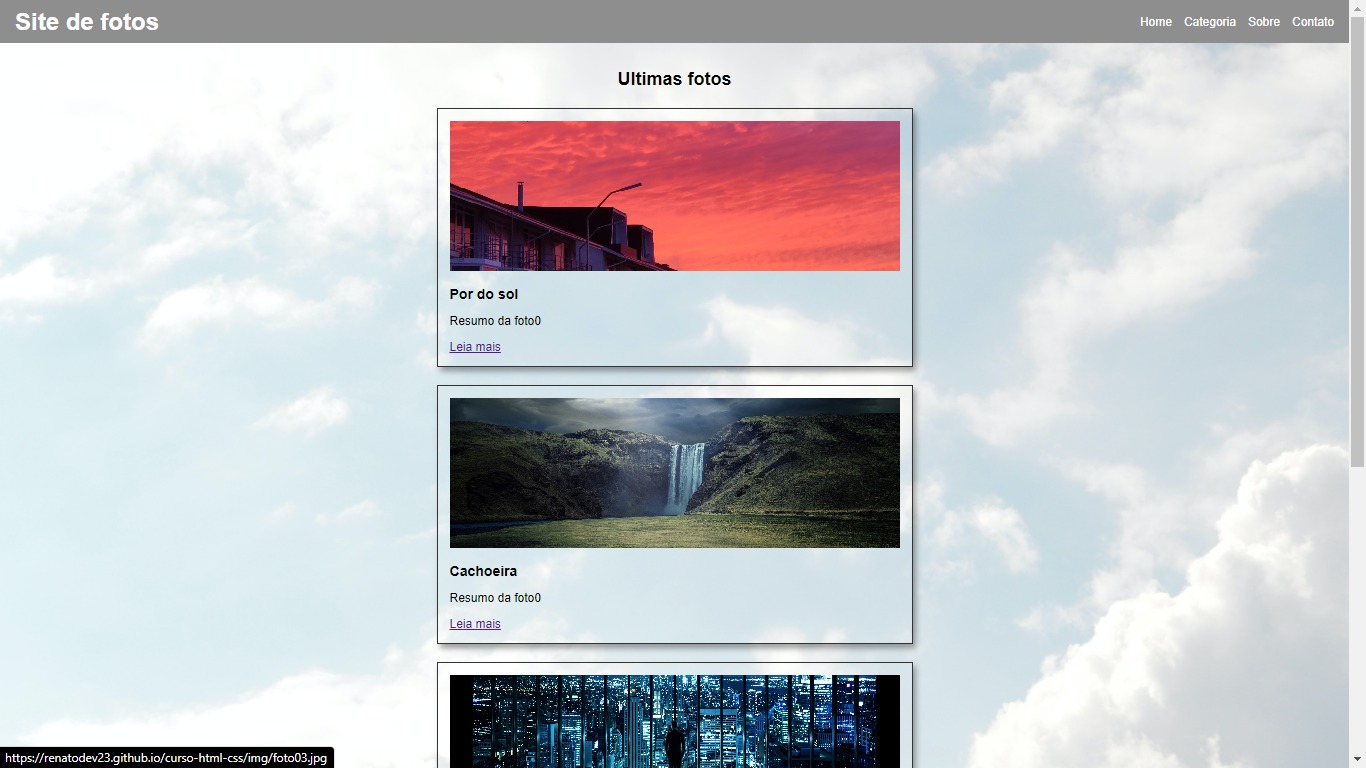 Site de fotos
Home Categoria Sobre Contato
Ultimas fotos
Por do sol
Resumo da foto0
Leia mais
Cachoeira
Resumo da foto0
Leia mais
https://renatodev23.github.io/curso-html-css/img/foto03.jpg